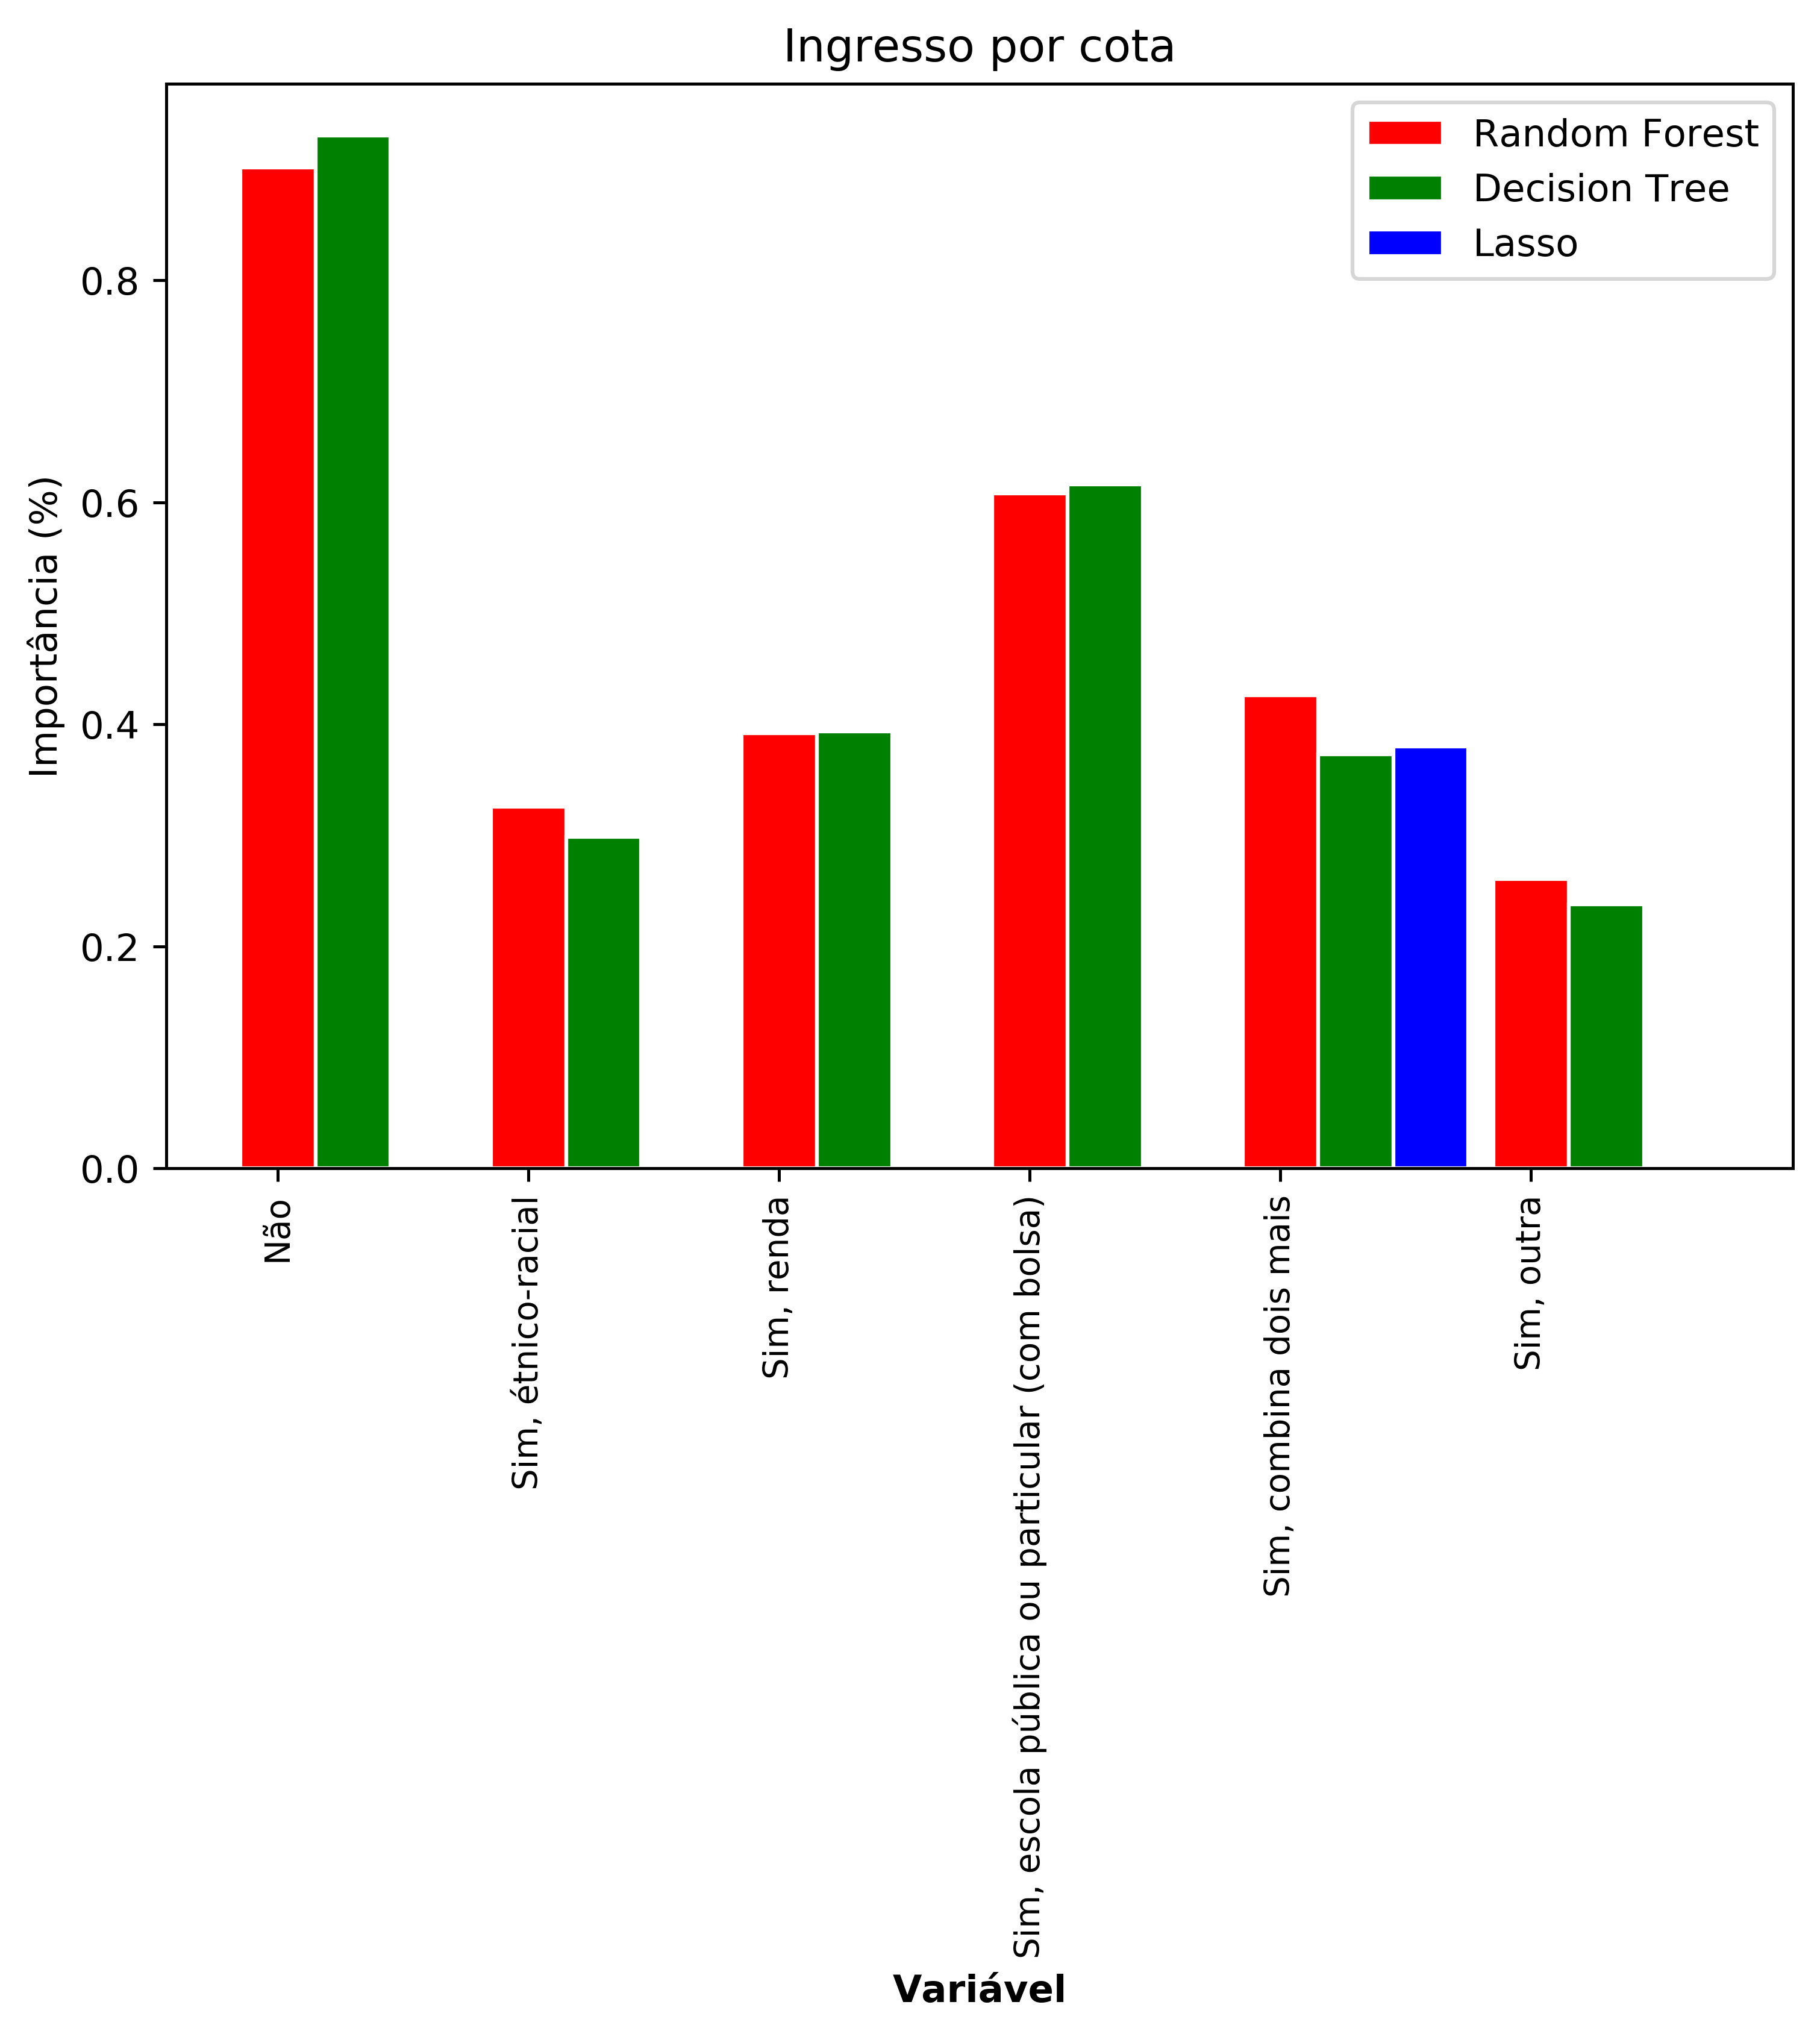 Ingresso por cota
Random Forest
Decision Tree
Lasso
Importância (%)
0.8
0.6
0.4
0.2
0.0
Não
Sim, étnico-racial
Sim, renda
Sim, escola pública ou particular (com bolsa)
Sim, combina dois mais
Sim, outra
Variável